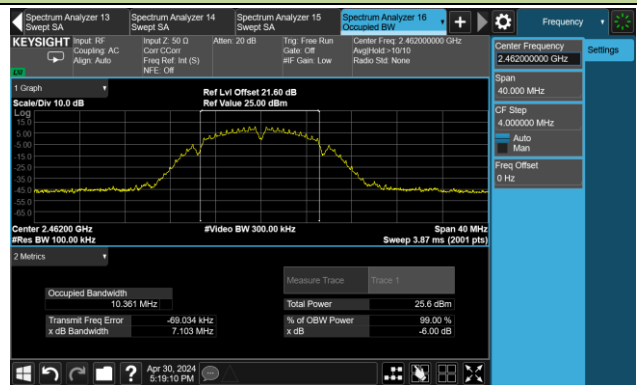 Spectrum Analyzer 13
Swept SA
Spectrum Analyzer 14
Swept SA
Spectrum Analyzer 15
Swept SA
Spectrum Analyzer 16
Occupied BW
+
Frequency
KEYSIGHT
Input: RF
Coupling: AC
Align: Auto
Input Z: 50 Ω
Corr CCorr
Freq Ref: Int (S)
NFE: Off
Atten: 20 dB
Trig: Free Run
Gate: Off
#IF Gain: Low
Center Freq: 2.462000000 GHz
Avg|Hold:>10/10
Radio Std: None
LV
Center Frequency
2.462000000 GHz
Settings
Span
40.000 MHz
CF Step
4.000000 MHz
Auto
Man
Freq Offset
0 Hz
1 Graph
Scale/Div 10.0 dB
Ref Lvl Offset 21.60 dB
Ref Value 25.00 dBm
Log
15.0
5.00
-5.00
-15.0
-25.0
-35.0
-45.0
-55.0
-65.0
Center 2.46200 GHz
#Res BW 100.00 kHz
#Video BW 300.00 kHz
Span 40 MHz
Sweep 3.87 ms (2001 pts)
2 Metrics
Measure Trace
Trace 1
Occupied Bandwidth
10.361 MHz
Total Power
25.6 dBm
Transmit Freq Error
-69.034 kHz
% of OBW Power
99.00 %
x dB Bandwidth
7.103 MHz
x dB
-6.00 dB
?
Apr 30, 2024
5:19:10 PM